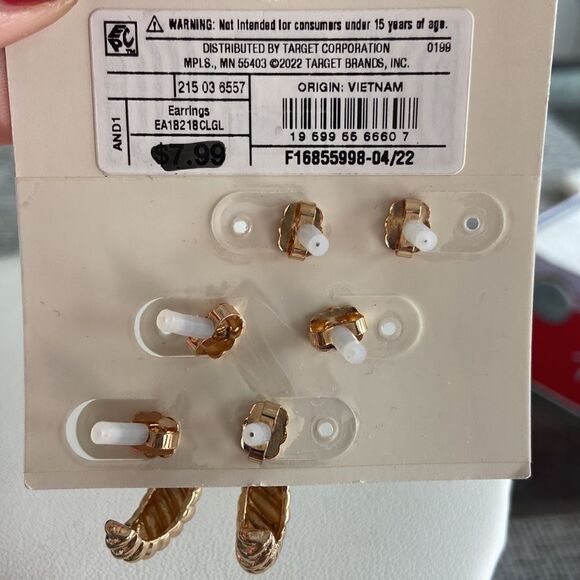 EPC TM
⚠ WARNING: Not intended for consumers under 15 years of age.
DISTRIBUTED BY TARGET CORPORATION 0199
MPLS., MN 55403 ©2022 TARGET BRANDS, INC.
215 03 6557
ORIGIN: VIETNAM
AND1
Earrings
EA18218CLGL
19 599 55 6660 7
$7.99
F16855998-04/22